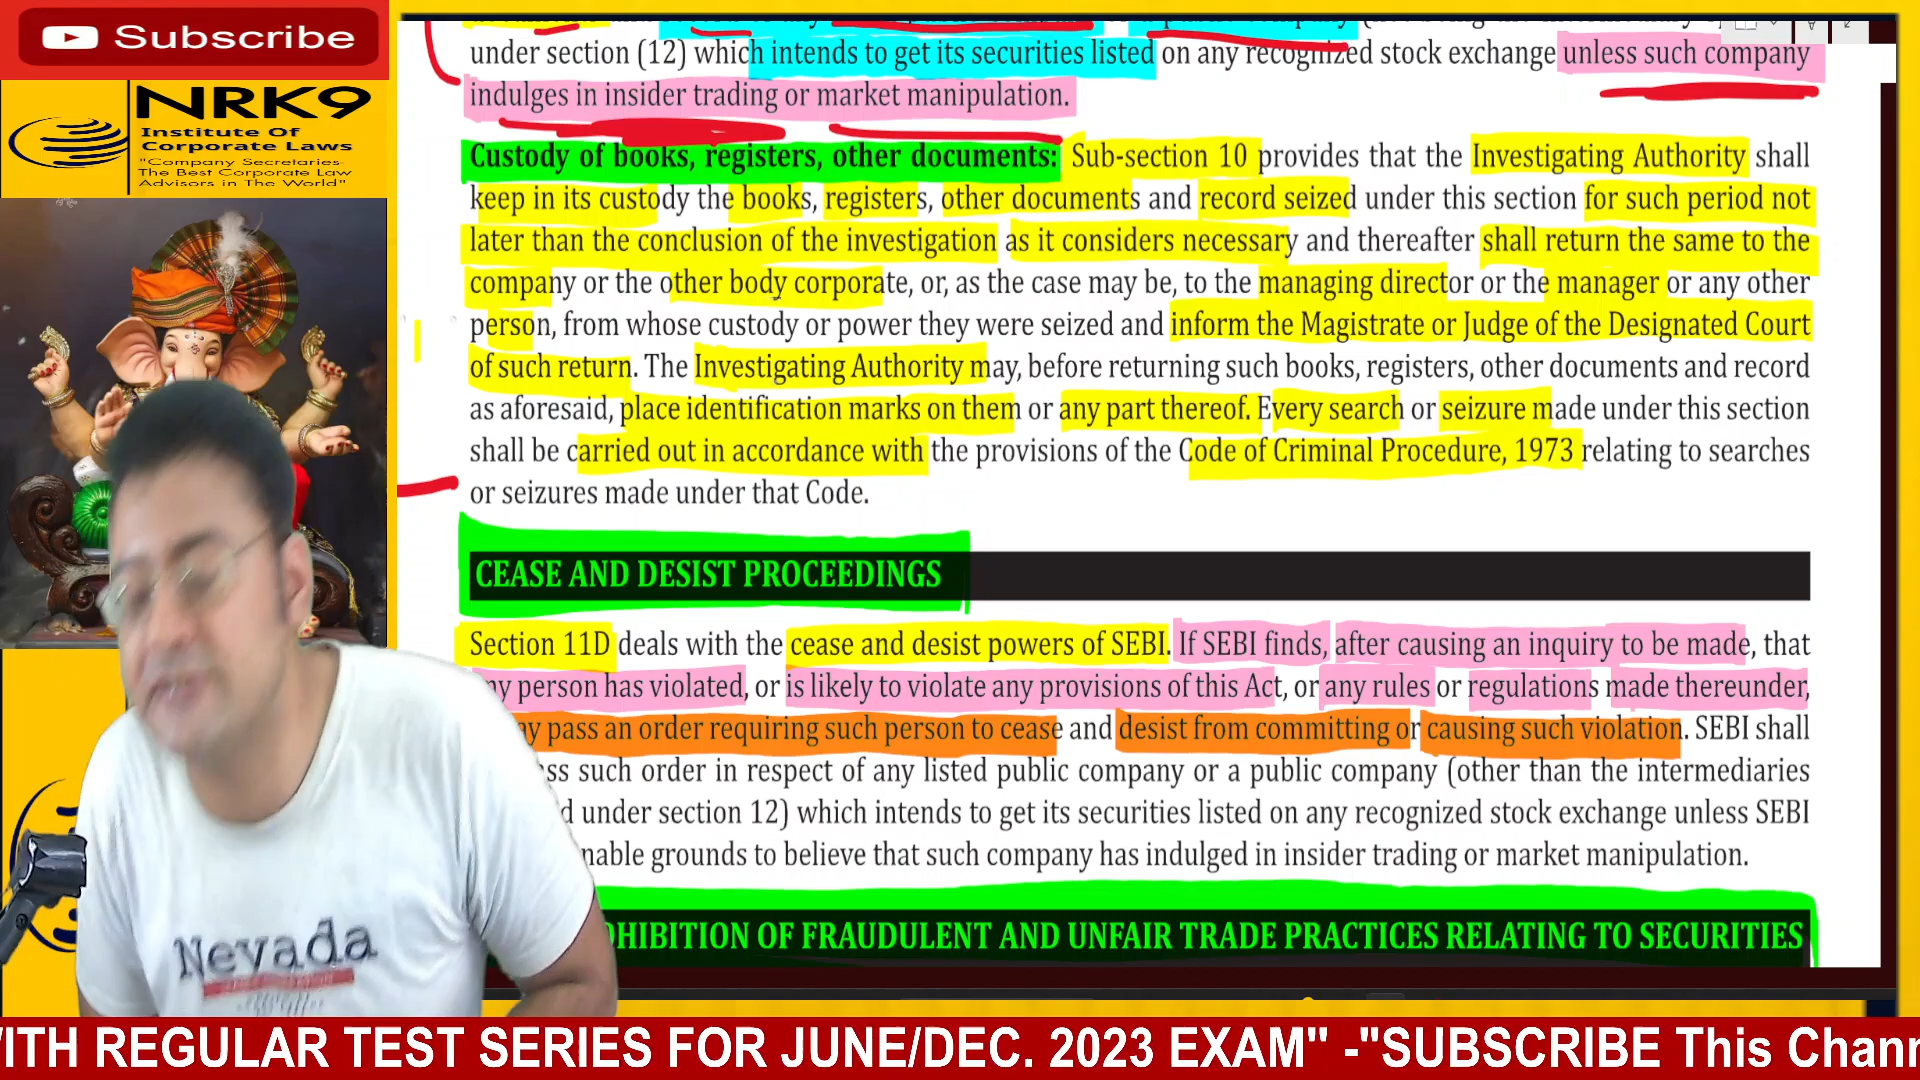 Subscribe
NRK9
Institute Of
Corporate Laws
"Company Secretaries-
The Best Corporate Law
Advisors in The World"
under section (12) which intends to get its securities listed on any recognized stock exchange unless such company
indulges in insider trading or market manipulation.
Custody of books, registers, other documents: Sub-section 10 provides that the Investigating Authority shall
keep in its custody the books, registers, other documents and record seized under this section for such period not
later than the conclusion of the investigation as it considers necessary and thereafter shall return the same to the
company or the other body corporate, or, as the case may be, to the managing director or the manager or any other
person, from whose custody or power they were seized and inform the Magistrate or Judge of the Designated Court
of such return. The Investigating Authority may, before returning such books, registers, other documents and record
as aforesaid, place identification marks on them or any part thereof. Every search or seizure made under this section
shall be carried out in accordance with the provisions of the Code of Criminal Procedure, 1973 relating to searches
or seizures made under that Code.
CEASE AND DESIST PROCEEDINGS
Section 11D deals with the cease and desist powers of SEBI. If SEBI finds, after causing an inquiry to be made, that
ny person has violated, or is likely to violate any provisions of this Act, or any rules or regulations made thereunder,
ay pass an order requiring such person to cease and desist from committing or causing such violation. SEBI shall
ss such order in respect of any listed public company or a public company (other than the intermediaries
d under section 12) which intends to get its securities listed on any recognized stock exchange unless SEBI
nable grounds to believe that such company has indulged in insider trading or market manipulation.
OHIBITION OF FRAUDULENT AND UNFAIR TRADE PRACTICES RELATING TO SECURITIES
Nevada
WITH REGULAR TEST SERIES FOR JUNE/DEC. 2023 EXAM" -"SUBSCRIBE This Chann